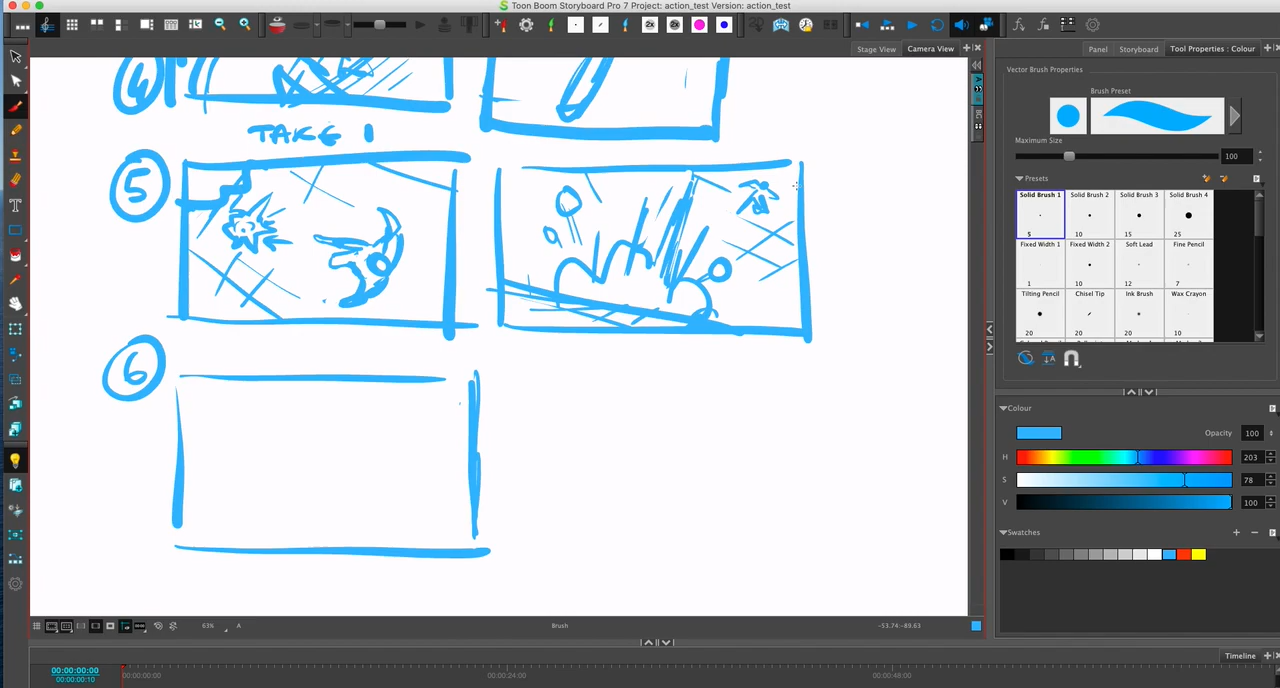 Toon Boom Storyboard Pro 7 Project: action_test Version: action_test
Stage View
Camera View
Panel
Storyboard
Tool Properties : Colour
Vector Brush Properties
Brush Preset
Maximum Size
100
Presets
Solid Brush 1
Solid Brush 2
Solid Brush 3
Solid Brush 4
5
10
15
25
Fixed Width 1
Fixed Width 2
Soft Lead
Fine Pencil
1
10
12
7
Tilting Pencil
Chisel Tip
Ink Brush
Wax Crayon
20
20
20
10
Colour
Opacity
100
H
203
S
78
V
100
Swatches
TAKE 1
5
6
63%
A
Brush
-53.74:-89.63
Timeline
00:00:00:00
00:00:00:10
00:00:00:00
00:00:24:00
00:00:48:00